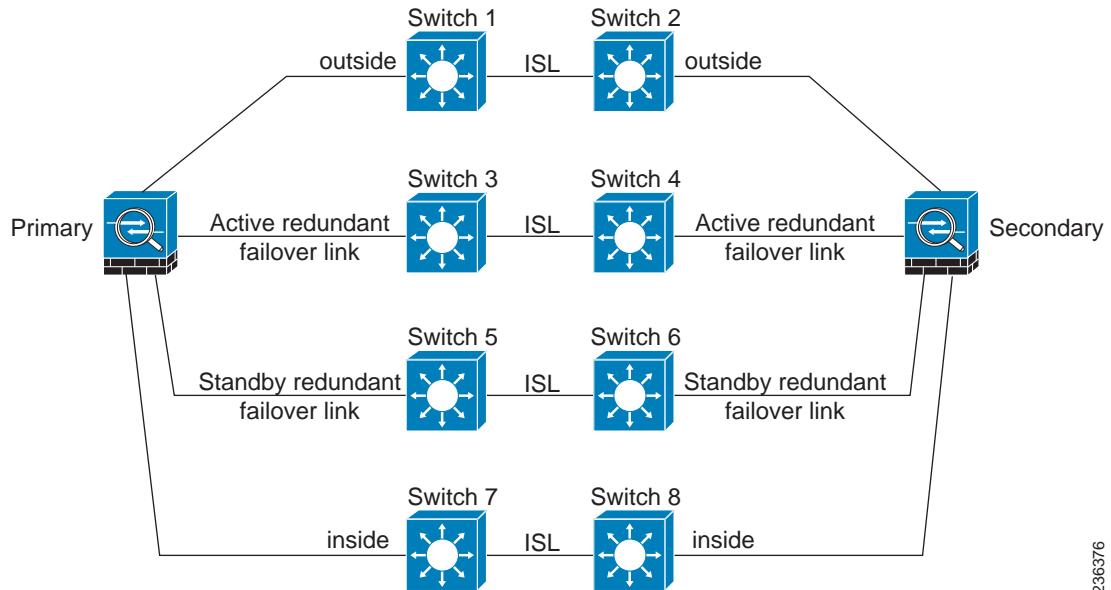 Switch 1
Switch 2
outside
ISL
outside
Switch 3
Switch 4
Primary
Active redundant
failover link
ISL
Active redundant
failover link
Secondary
Switch 5
Switch 6
Standby redundant
failover link
ISL
Standby redundant
failover link
Switch 7
Switch 8
inside
ISL
inside
236376